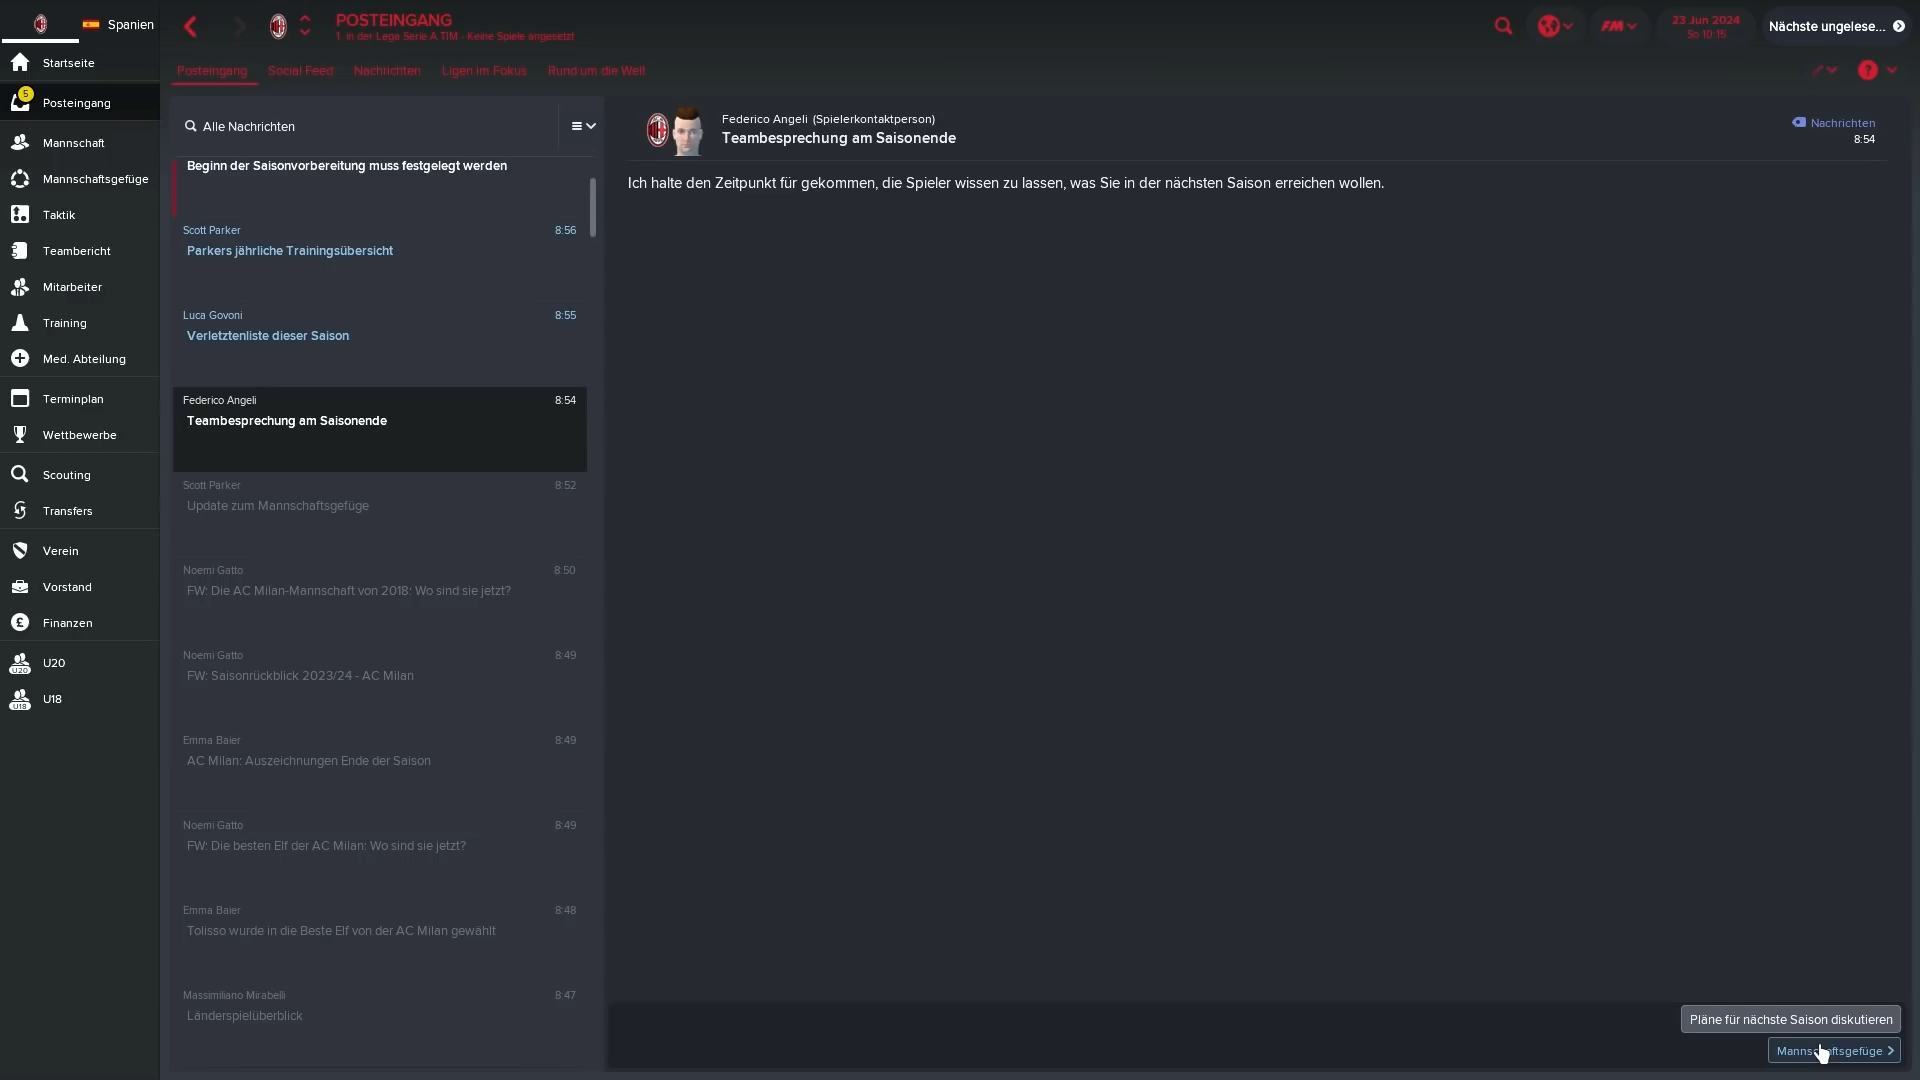 Spanien
Startseite
5
Posteingang
Mannschaft
Mannschaftsgefüge
Taktik
Teambericht
Mitarbeiter
Training
Med. Abteilung
Terminplan
Wettbewerbe
Scouting
Transfers
Verein
Vorstand
Finanzen
U20
U20
U18
U18
POSTEINGANG
1. in der Lega Serie A TIM - Keine Spiele angesetzt
FM
23 Jun 2024
So 10:15
Nächste ungelese...
Posteingang
Social Feed
Nachrichten
Ligen im Fokus
Rund um die Welt
Alle Nachrichten
Beginn der Saisonvorbereitung muss festgelegt werden
Scott Parker 8:56
Parkers jährliche Trainingsübersicht
Luca Govoni 8:55
Verletztenliste dieser Saison
Federico Angeli 8:54
Teambesprechung am Saisonende
Scott Parker 8:52
Update zum Mannschaftsgefüge
Noemi Gatto 8:50
FW: Die AC Milan-Mannschaft von 2018: Wo sind sie jetzt?
Noemi Gatto 8:49
FW: Saisonrückblick 2023/24 - AC Milan
Emma Baier 8:49
AC Milan: Auszeichnungen Ende der Saison
Noemi Gatto 8:49
FW: Die besten Elf der AC Milan: Wo sind sie jetzt?
Emma Baier 8:48
Tolisso wurde in die Beste Elf von der AC Milan gewählt
Massimiliano Mirabelli 8:47
Länderspielüberblick
Federico Angeli (Spielerkontaktperson)
Teambesprechung am Saisonende
Nachrichten
8:54
Ich halte den Zeitpunkt für gekommen, die Spieler wissen zu lassen, was Sie in der nächsten Saison erreichen wollen.
Pläne für nächste Saison diskutieren
Mannschaftsgefüge